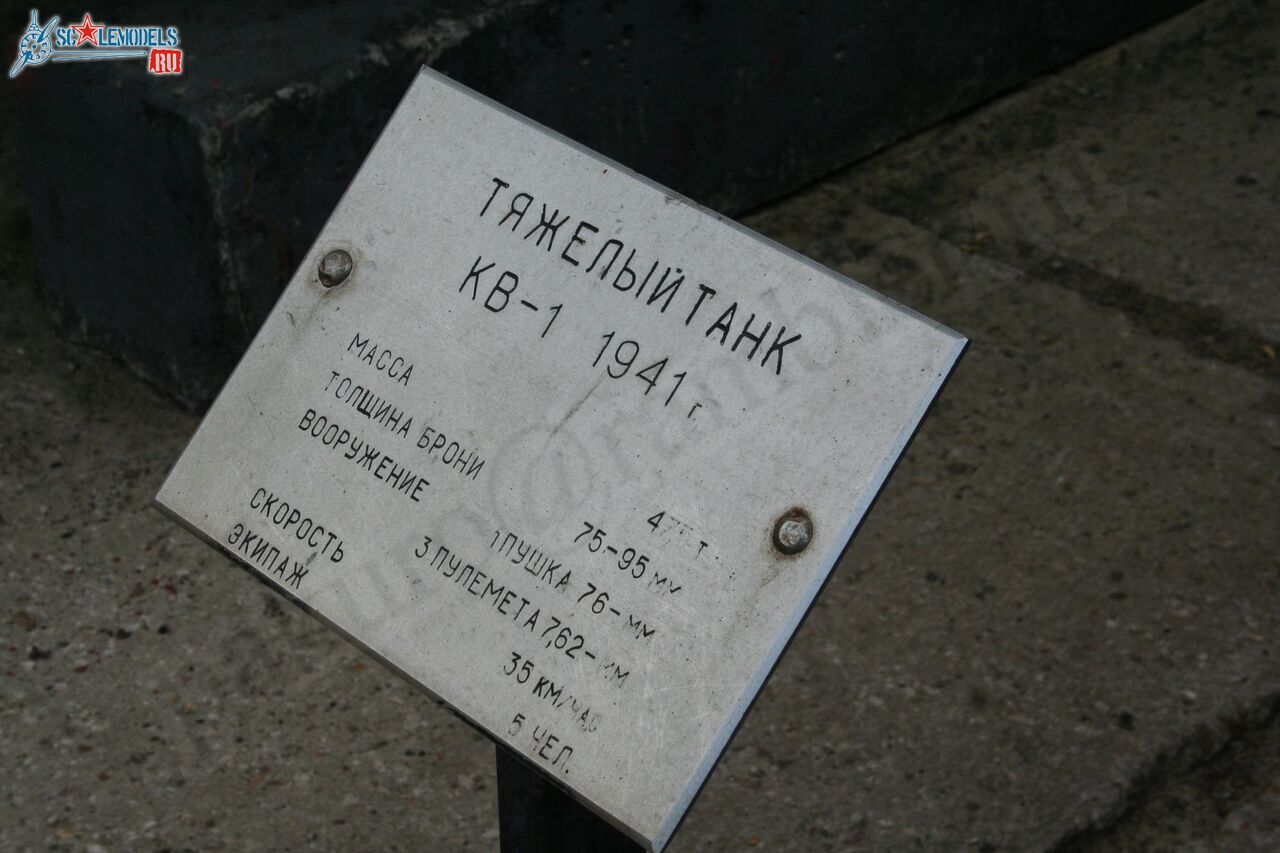 SCALEMODELS
.RU
ТЯЖЕЛЫЙ ТАНК
КВ-1 1941 г.
МАССА
ТОЛЩИНА БРОНИ 75-95 мм
ВООРУЖЕНИЕ 1 ПУШКА 76-мм
3 ПУЛЕМЕТА 7,62-мм
СКОРОСТЬ 35 КМ/ЧАС
ЭКИПАЖ 5 ЧЕЛ.